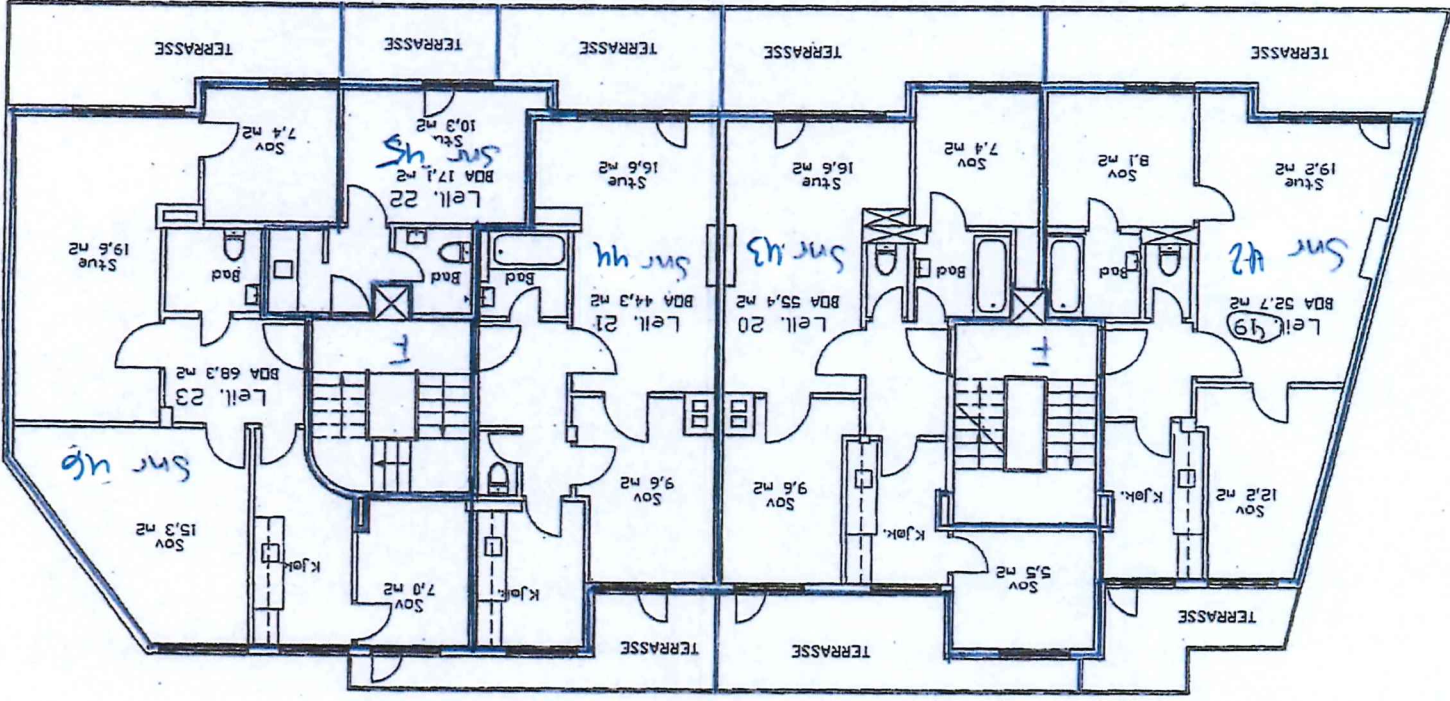 TERRASSE
TERRASSE
TERRASSE
Sov
12,2 m2
Kjøk.
Sov
5,5 m2
Kjøk.
Sov
9,6 m2
Sov
9,6 m2
Kjøk.
Sov
7,0 m2
Kjøk.
Sov
15,3 m2
Snr 46
Leil. 19
BOA 52,7 m2
Snr 42
F
Leil. 20
BOA 55,4 m2
Snr 43
Leil. 21
BOA 44,3 m2
Snr 44
F
Leil. 23
BOA 68,3 m2
Bad
Bad
Bad
Bad
Bad
Stue
19,2 m2
Sov
8,1 m2
Sov
7,4 m2
Stue
16,6 m2
Stue
16,6 m2
Leil. 22
BOA 17,1 m2
Snr 45
Stu
10,3 m2
Sov
7,4 m2
Stue
19,6 m2
TERRASSE
TERRASSE
TERRASSE
TERRASSE
TERRASSE